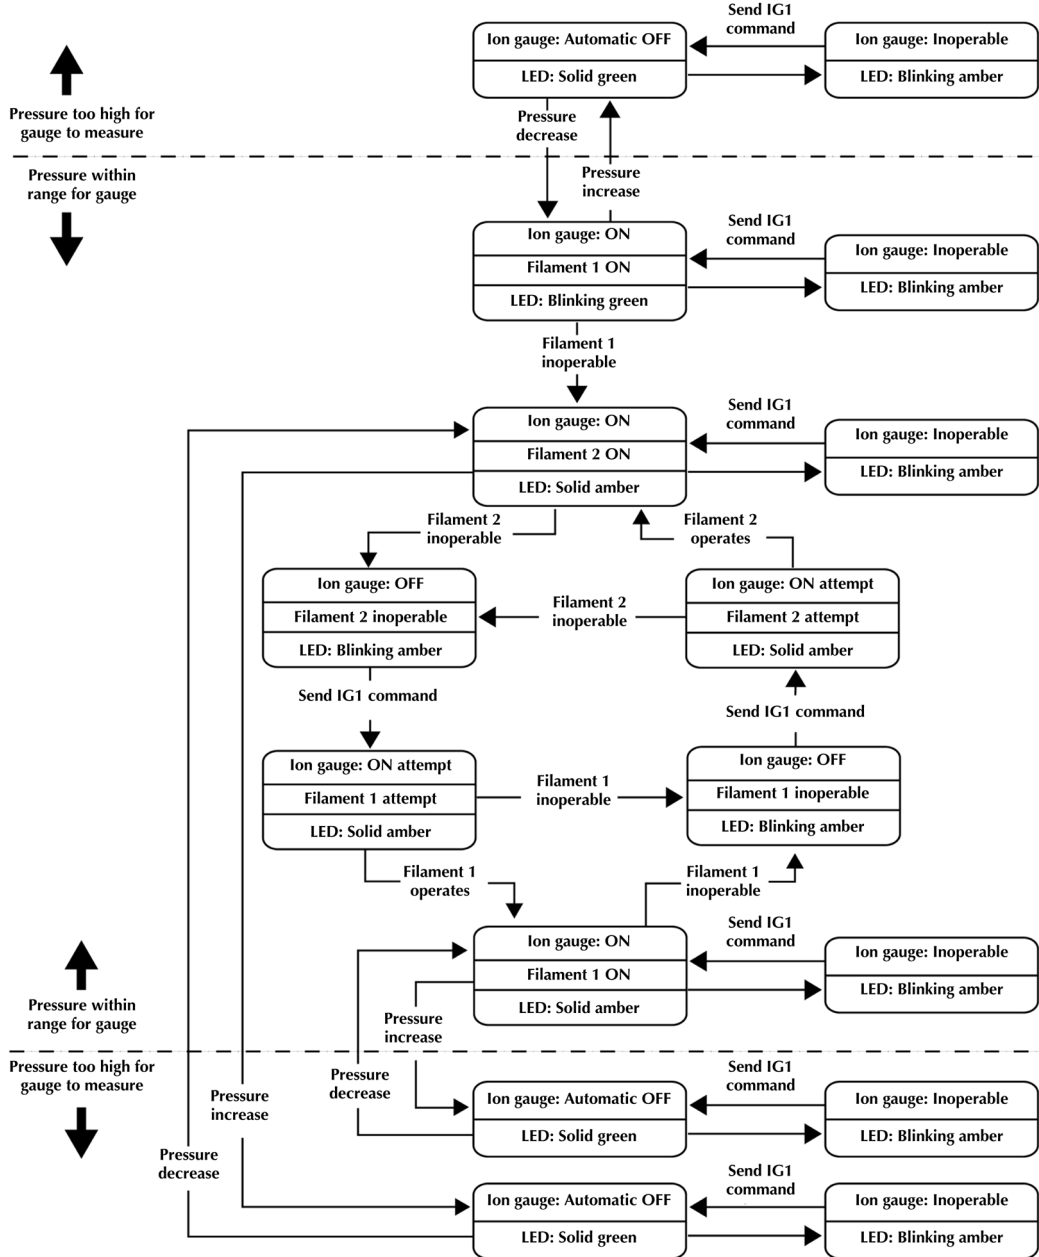 Send IG1
command
Ion gauge: Automatic OFF
LED: Solid green
Ion gauge: Inoperable
LED: Blinking amber
Pressure too high for
gauge to measure
Pressure
decrease
Pressure within
range for gauge
Pressure
increase
Ion gauge: ON
Filament 1 ON
LED: Blinking green
Send IG1
command
Ion gauge: Inoperable
LED: Blinking amber
Filament 1
inoperable
Ion gauge: ON
Filament 2 ON
LED: Solid amber
Send IG1
command
Ion gauge: Inoperable
LED: Blinking amber
Filament 2
inoperable
Filament 2
operates
Ion gauge: OFF
Filament 2 inoperable
LED: Blinking amber
Filament 2
inoperable
Ion gauge: ON attempt
Filament 2 attempt
LED: Solid amber
Send IG1 command
Send IG1 command
Ion gauge: ON attempt
Filament 1 attempt
LED: Solid amber
Filament 1
inoperable
Ion gauge: OFF
Filament 1 inoperable
LED: Blinking amber
Filament 1
operates
Filament 1
inoperable
Ion gauge: ON
Filament 1 ON
LED: Solid amber
Send IG1
command
Ion gauge: Inoperable
LED: Blinking amber
Pressure within
range for gauge
Pressure
increase
Pressure too high for
gauge to measure
Pressure
decrease
Pressure
increase
Ion gauge: Automatic OFF
LED: Solid green
Send IG1
command
Ion gauge: Inoperable
LED: Blinking amber
Pressure
decrease
Ion gauge: Automatic OFF
LED: Solid green
Send IG1
command
Ion gauge: Inoperable
LED: Blinking amber